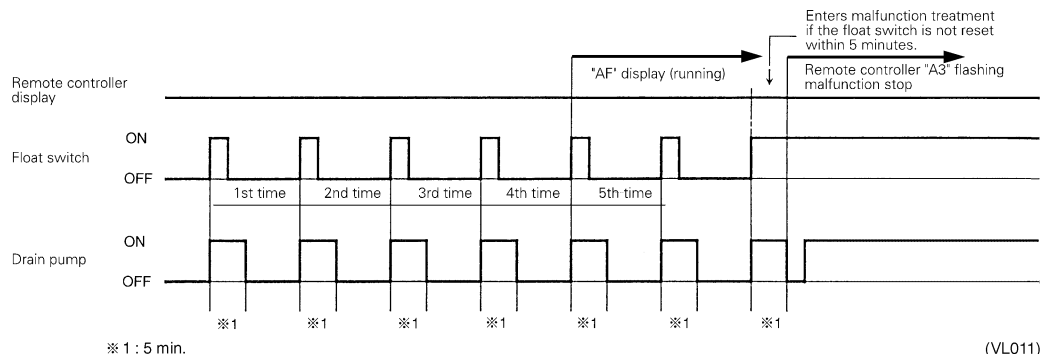 Enters malfunction treatment
if the float switch is not reset
within 5 minutes.
"AF" display (running)
Remote controller "A3" flashing
malfunction stop
Remote controller
display
ON
Float switch
OFF
1st time
2nd time
3rd time
4th time
5th time
ON
Drain pump
OFF
※1
※1
※1
※1
※1
※1
※1
※1 : 5 min.
(VL011)